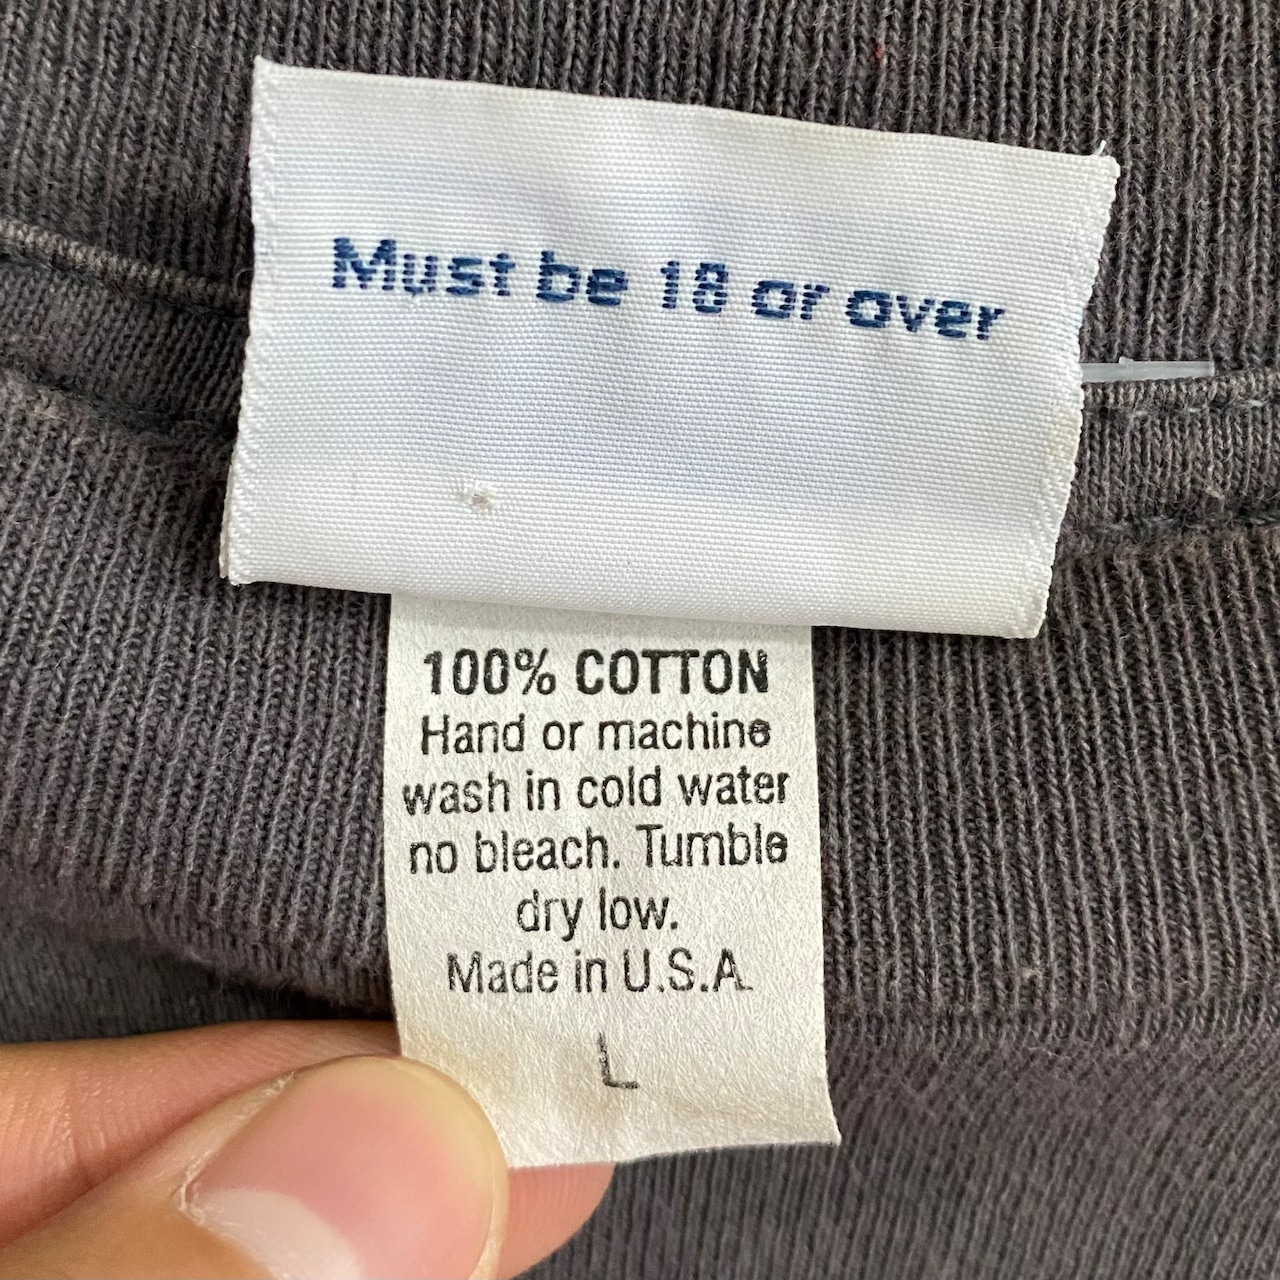 Must be 18 or over
100% COTTON
Hand or machine
wash in cold water
no bleach. Tumble
dry low.
Made in U.S.A.
L